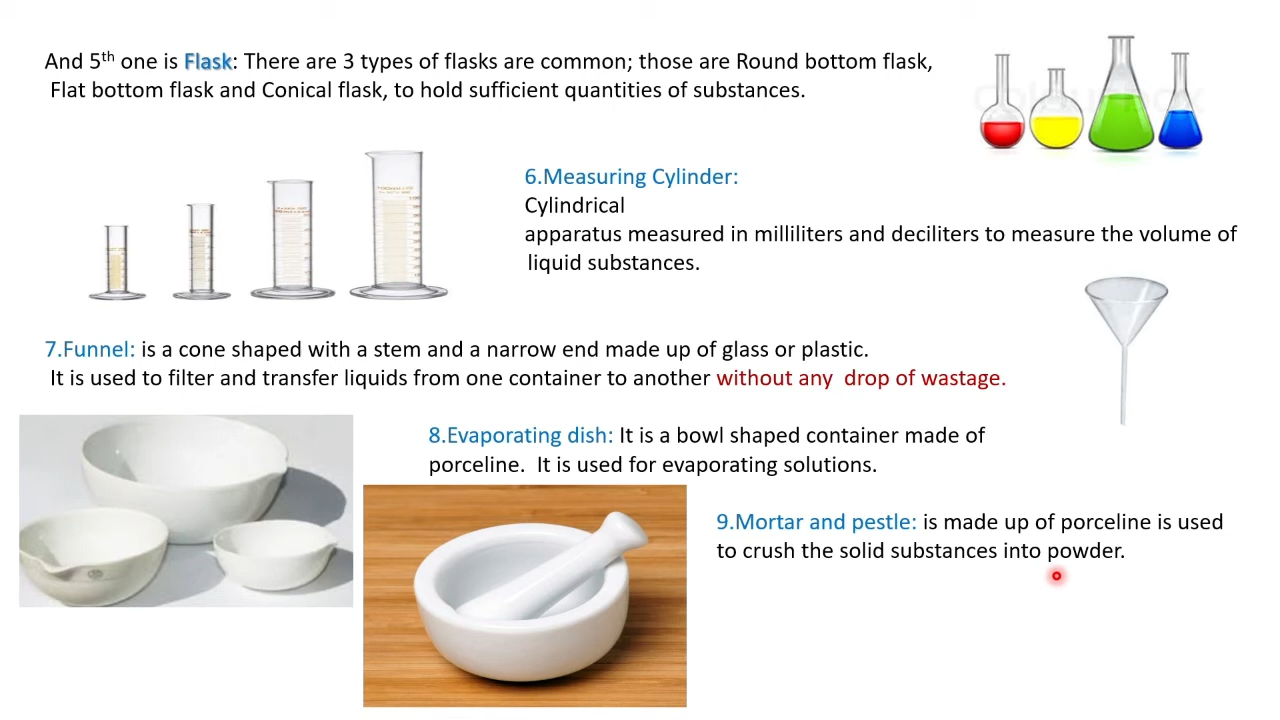 And 5th one is Flask: There are 3 types of flasks are common; those are Round bottom flask,
Flat bottom flask and Conical flask, to hold sufficient quantities of substances.
6.Measuring Cylinder:
Cylindrical
apparatus measured in milliliters and deciliters to measure the volume of
liquid substances.
7.Funnel: is a cone shaped with a stem and a narrow end made up of glass or plastic.
It is used to filter and transfer liquids from one container to another without any  drop of wastage.
8.Evaporating dish: It is a bowl shaped container made of
porceline.  It is used for evaporating solutions.
9.Mortar and pestle: is made up of porceline is used
to crush the solid substances into powder.